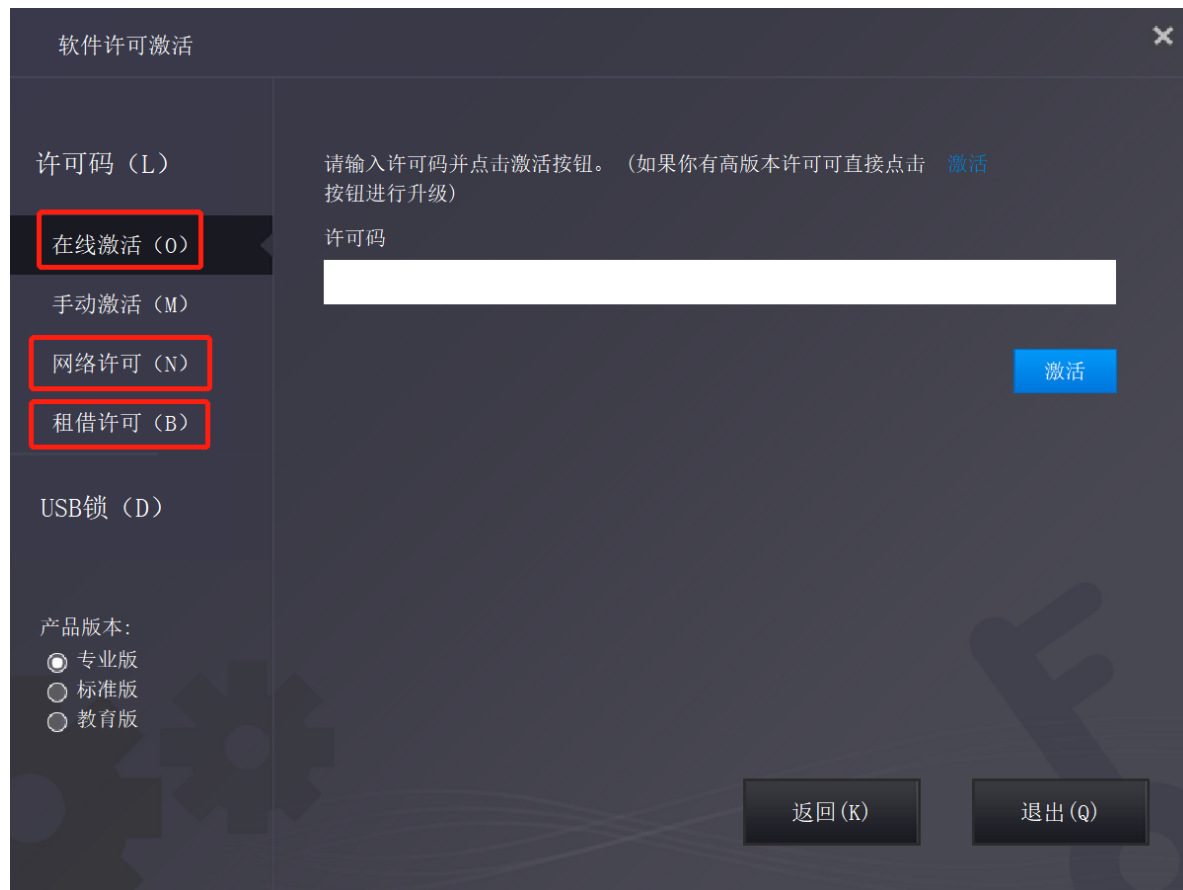 软件许可激活
许可码（L）
在线激活（O）
手动激活（M）
网络许可（N）
租借许可（B）
USB锁（D）
产品版本:
专业版
标准版
教育版
请输入许可码并点击激活按钮。（如果你有高版本许可可直接点击 激活
按钮进行升级）
许可码
激活
返回(K)
退出(Q)